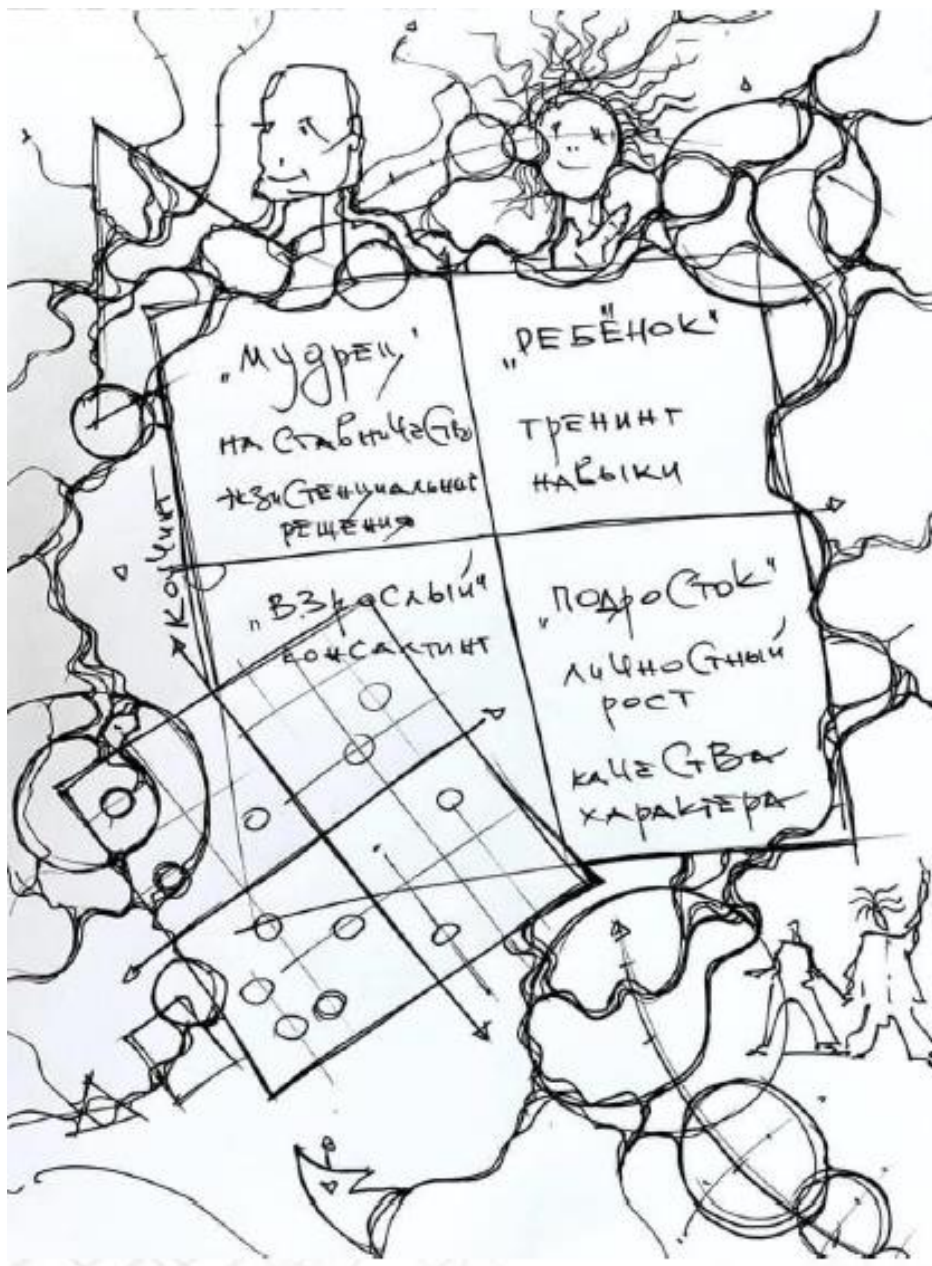 „МУДРЕЦ"
НАСТАВНИЧЕСТВО
ЭКЗИСТЕНЦИАЛЬНЫЕ
РЕШЕНИЯ
„РЕБЁНОК"
ТРЕНИНГ
НАВЫКИ
КОУЧИНГ
„ВЗРОСЛЫЙ"
КОНСАЛТИНГ
„ПОДРОСТОК"
ЛИЧНОСТНЫЙ
РОСТ
КАЧЕСТВА
ХАРАКТЕРА